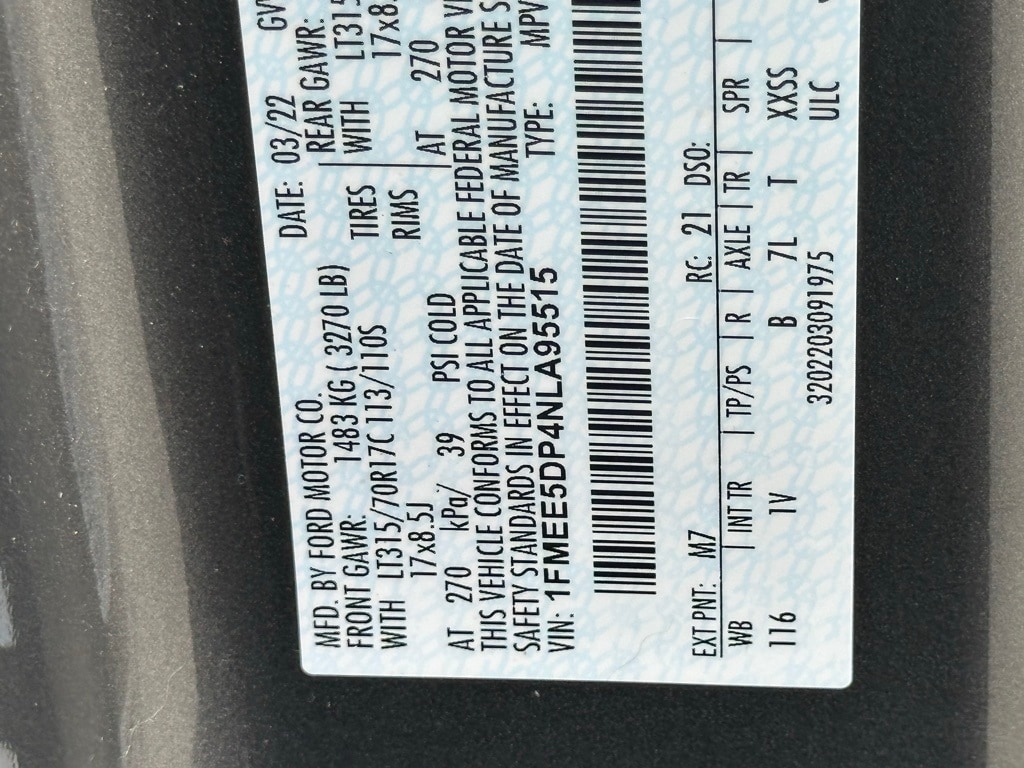 MFD. BY FORD MOTOR CO. DATE: 03/22 GV
FRONT GAWR: 1483 KG ( 3270 LB) REAR GAWR:
WITH LT315/70R17C 113/110S TIRES WITH LT315
17x8.5J RIMS 17x8.
AT 270 kPa/ 39 PSI COLD AT 270
THIS VEHICLE CONFORMS TO ALL APPLICABLE FEDERAL MOTOR VE
SAFETY STANDARDS IN EFFECT ON THE DATE OF MANUFACTURE S
VIN: 1FMEE5DP4NLA95515 TYPE: MPV
EXT PNT: M7 RC: 21 DSO:
WB | INT TR | TP/PS | R | AXLE | TR | SPR |
116 1V B 7L T XXSS
3202203091975 ULC